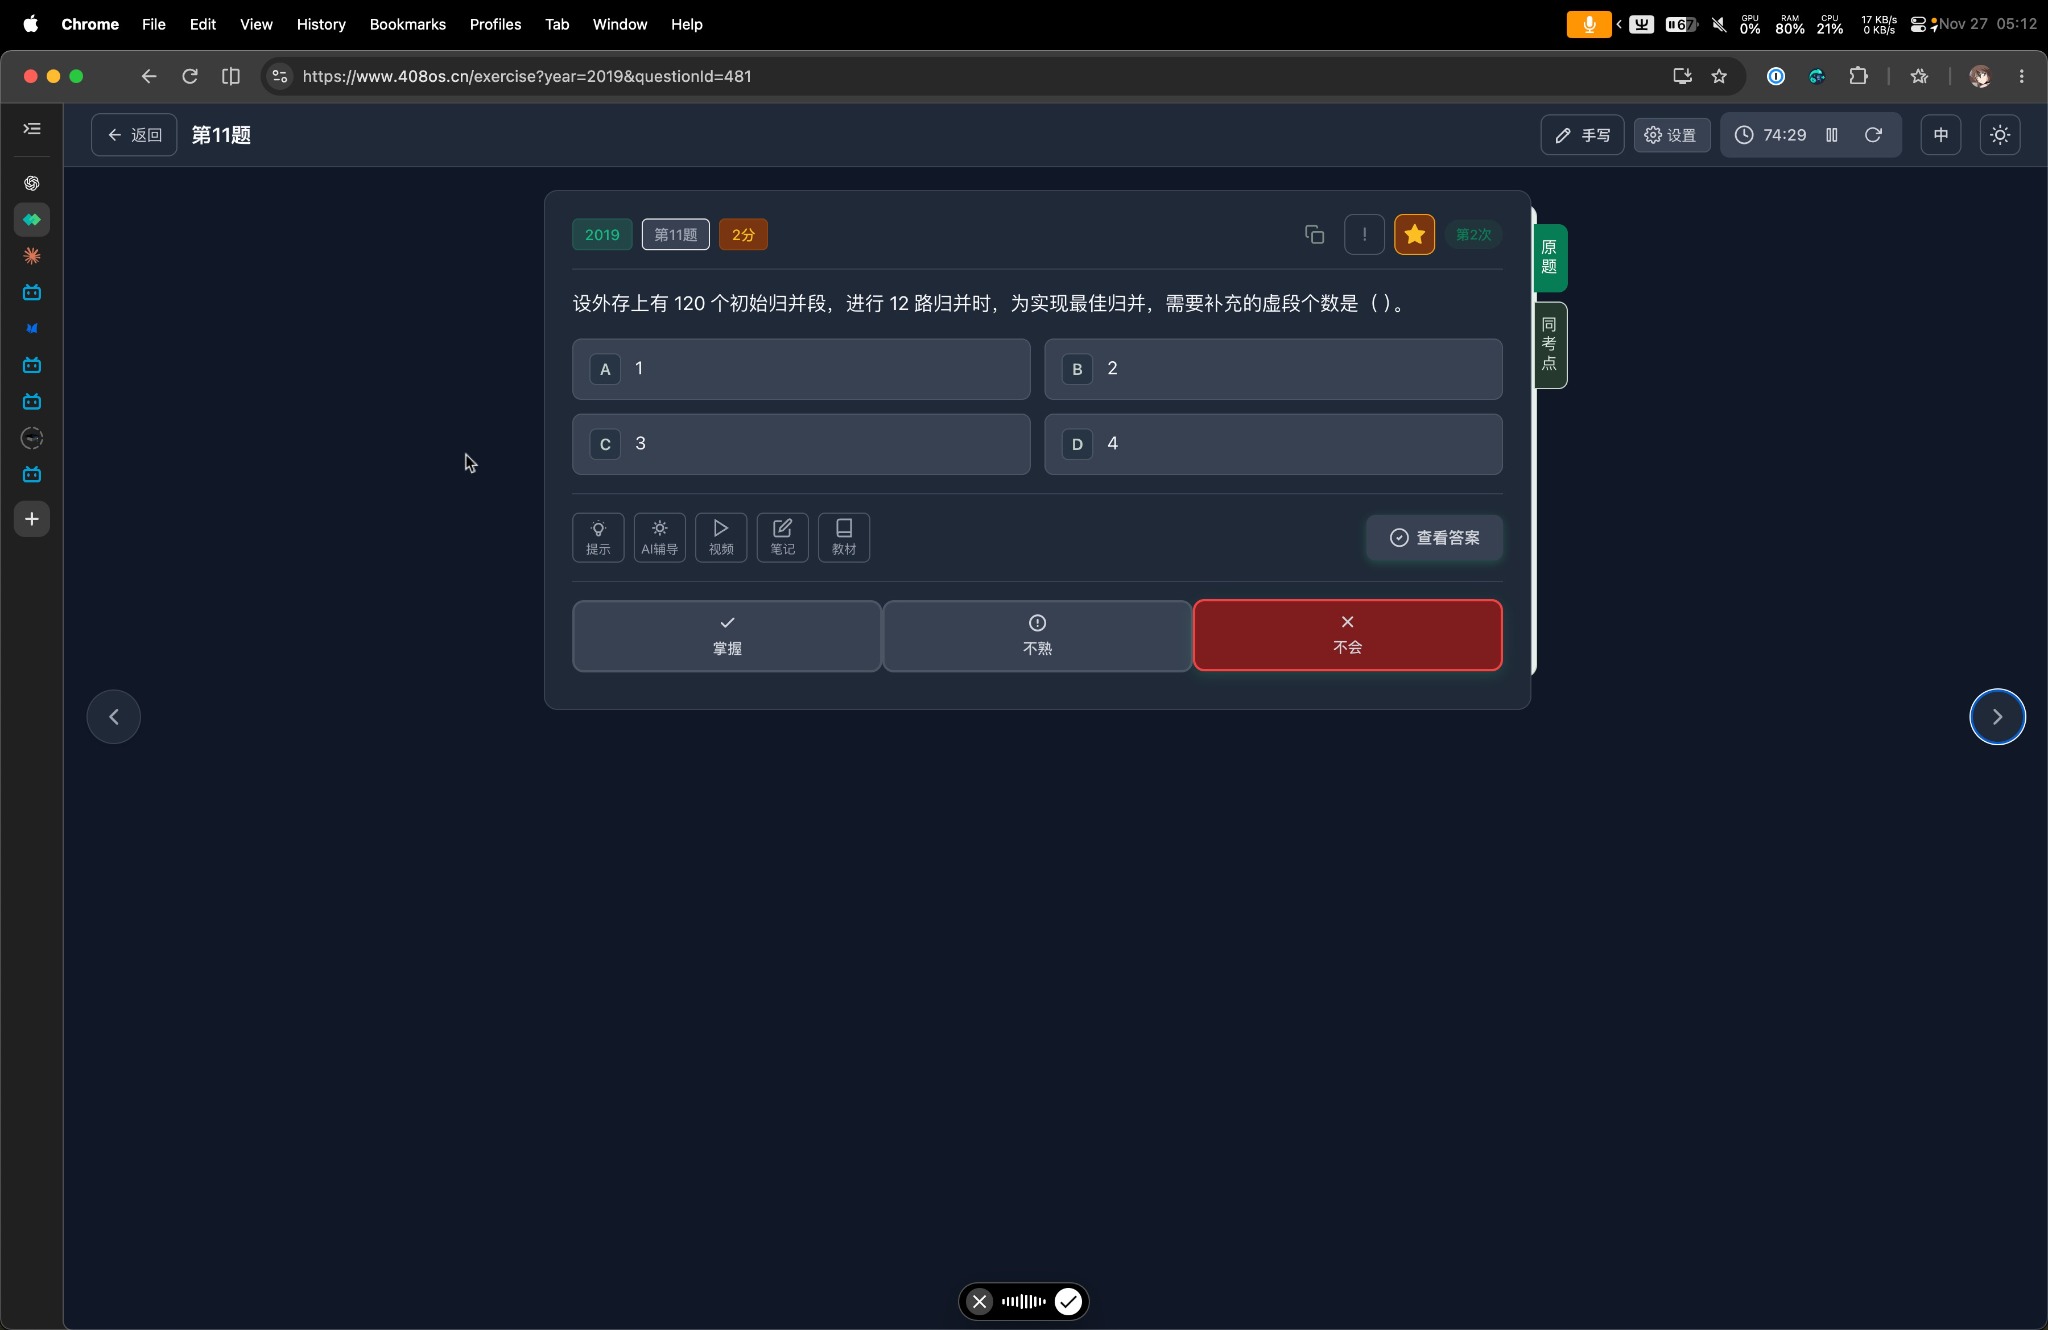 Chrome File Edit View History Bookmarks Profiles Tab Window Help
67 GPU 0% RAM 80% CPU 21% 17 KB/s 0 KB/s Nov 27 05:12
https://www.408os.cn/exercise?year=2019&questionId=481
返回 第11题 手写 设置 74:29 中
2019 第11题 2分 ! 第2次
原题
设外存上有 120 个初始归并段，进行 12 路归并时，为实现最佳归并，需要补充的虚段个数是（ ）。
同考点
A 1
B 2
C 3
D 4
提示 AI辅导 视频 笔记 教材 查看答案
掌握 不熟 不会